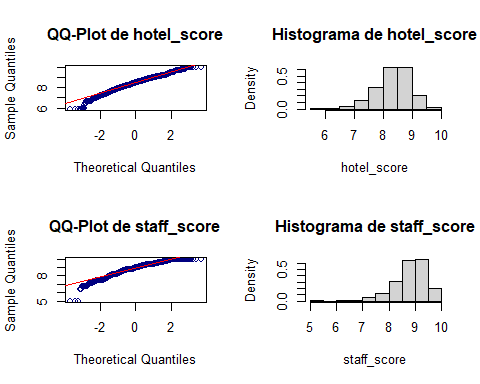 QQ-Plot de hotel_score
Sample Quantiles
6 8
-2 0 2
Theoretical Quantiles
Histograma de hotel_score
Density
0.0 0.5
6 7 8 9 10
hotel_score
QQ-Plot de staff_score
Sample Quantiles
5 8
-2 0 2
Theoretical Quantiles
Histograma de staff_score
Density
0.0 0.5
5 6 7 8 9 10
staff_score